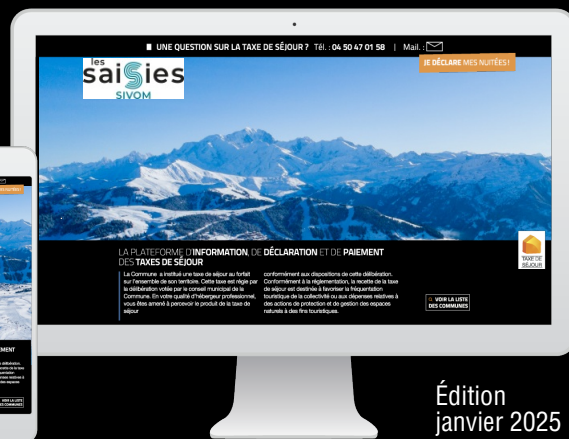 UNE QUESTION SUR LA TAXE DE SÉJOUR ? Tél. : 04 50 47 01 58 | Mail. :
JE DÉCLARE MES NUITÉES !
les
saiSies
SIVOM
LA PLATEFORME D'INFORMATION, DE DÉCLARATION ET DE PAIEMENT
DES TAXES DE SÉJOUR
La Commune a institué une taxe de séjour au forfait
sur l'ensemble de son territoire. Cette taxe est régie par
la délibération votée par le conseil municipal de la
Commune. En votre qualité d'hébergeur professionnel,
vous êtes amené à percevoir le produit de la taxe de
séjour
conformément aux dispositions de cette délibération.
Conformément à la réglementation, la recette de la taxe
de séjour est destinée à favoriser la fréquentation
touristique de la collectivité ou aux dépenses relatives à
des actions de protection et de gestion des espaces
naturels à des fins touristiques.
TAXE DE
SÉJOUR
VOIR LA LISTE
DES COMMUNES
VOIR LA LISTE
DES COMMUNES
Édition
janvier 2025